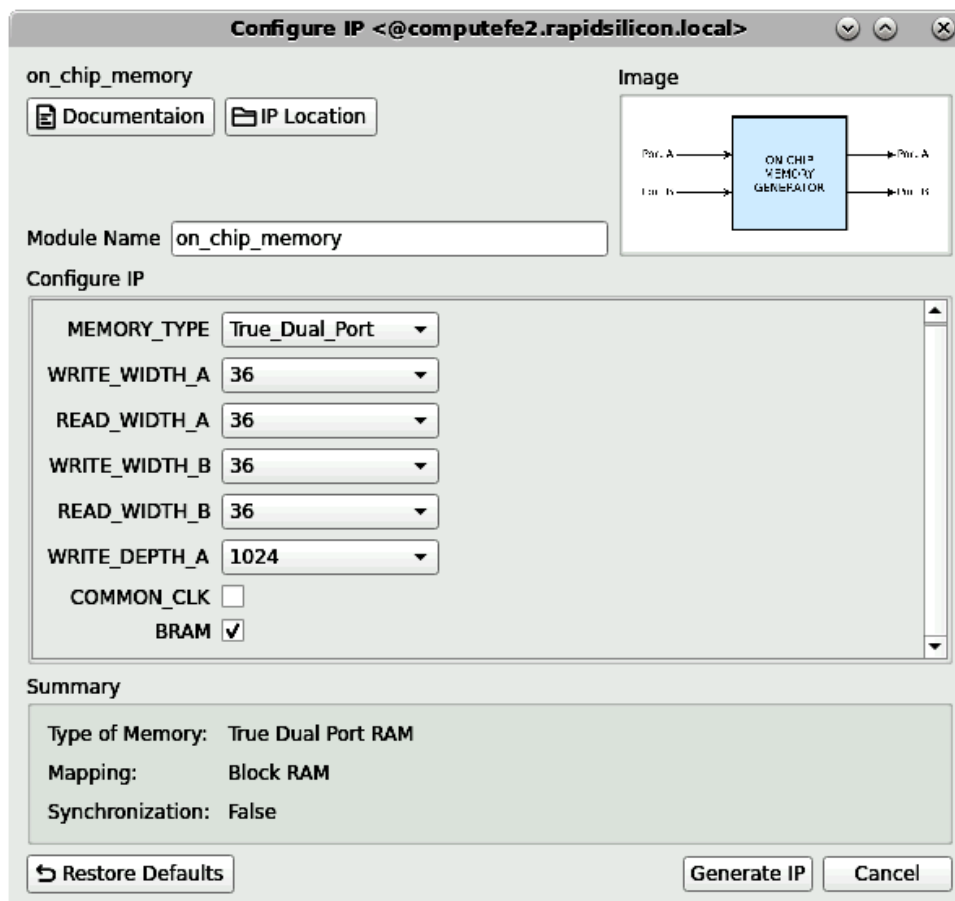 Configure IP <@computefe2.rapidsilicon.local>
on_chip_memory
Documentaion
IP Location
Image
ON CHIP
MEMORY
GENERATOR
Module Name on_chip_memory
Configure IP
MEMORY_TYPE True_Dual_Port
WRITE_WIDTH_A 36
READ_WIDTH_A 36
WRITE_WIDTH_B 36
READ_WIDTH_B 36
WRITE_DEPTH_A 1024
COMMON_CLK
BRAM
Summary
Type of Memory: True Dual Port RAM
Mapping: Block RAM
Synchronization: False
Restore Defaults
Generate IP
Cancel